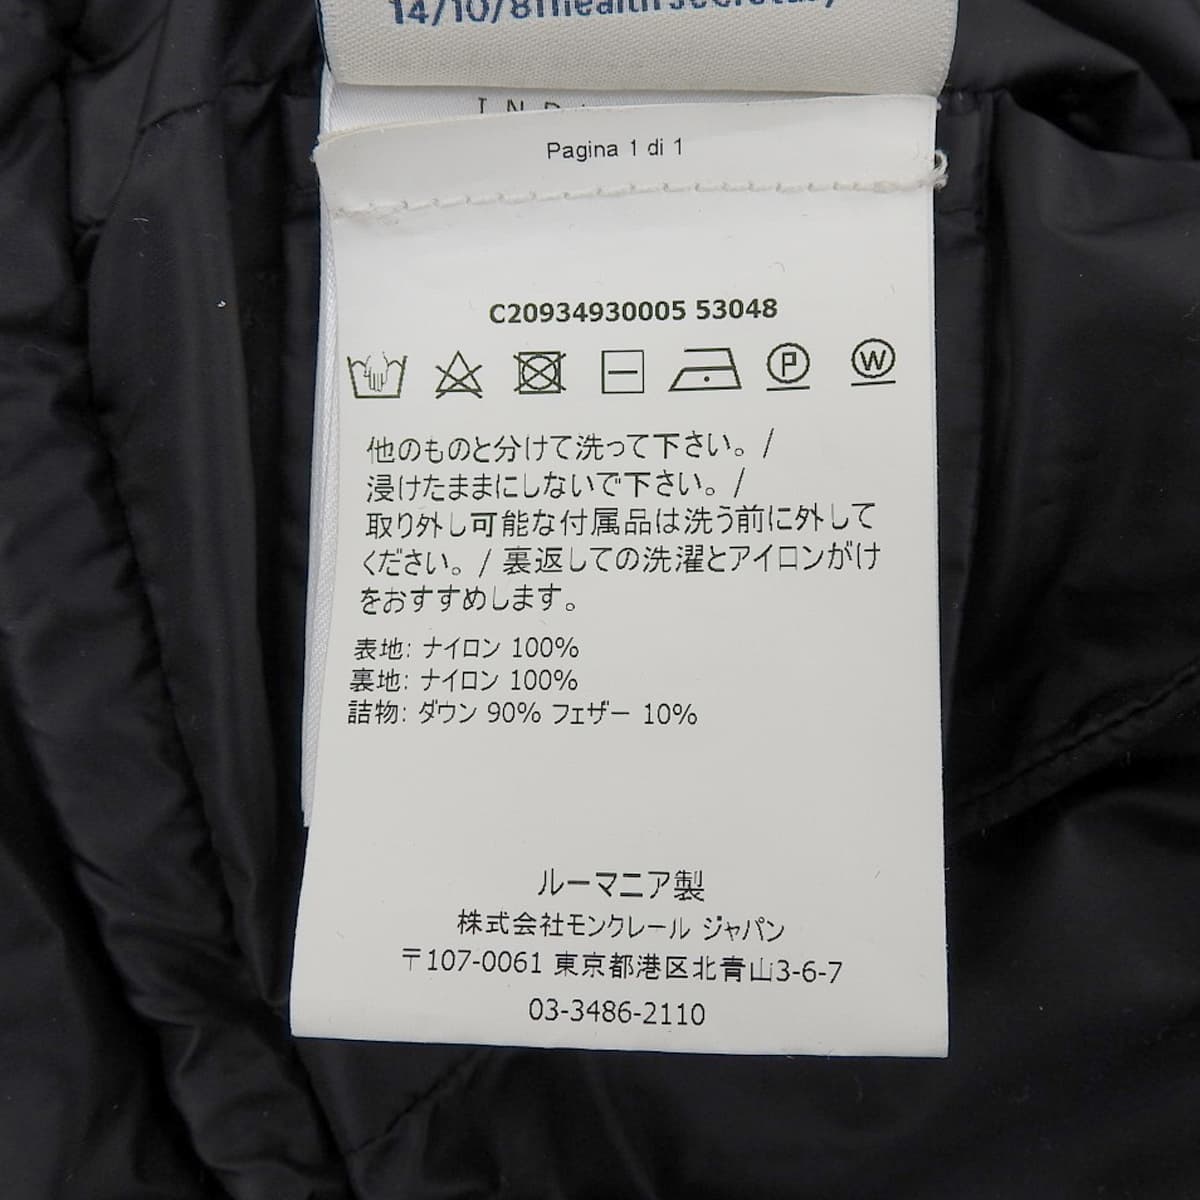 14/10/81health secretary
Pagina 1 di 1
C20934930005 53048
P W
他のものと分けて洗って下さい。/
浸けたままにしないで下さい。/
取り外し可能な付属品は洗う前に外して
ください。/ 裏返しての洗濯とアイロンがけ
をおすすめします。
表地: ナイロン 100%
裏地: ナイロン 100%
詰物: ダウン 90% フェザー 10%
ルーマニア製
株式会社モンクレール ジャパン
〒107-0061 東京都港区北青山3-6-7
03-3486-2110